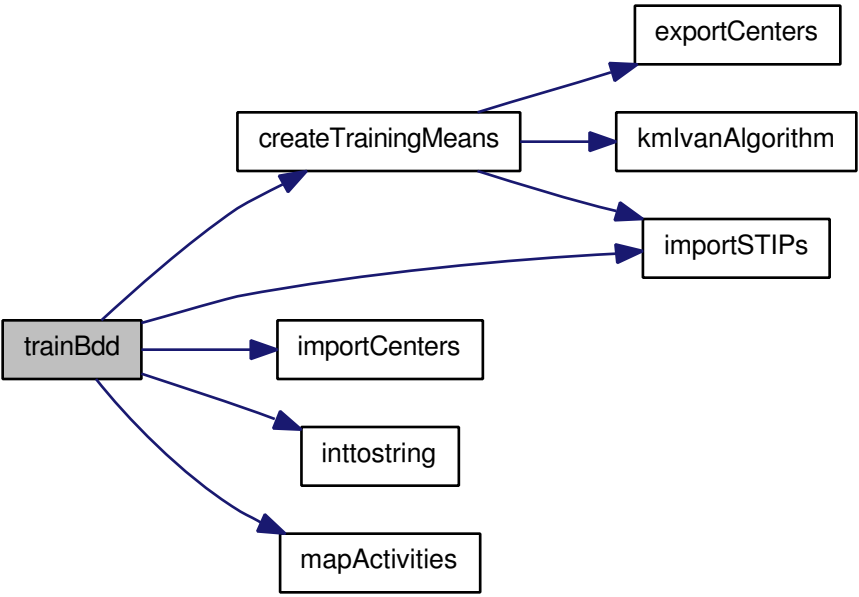 exportCenters
createTrainingMeans
kmIvanAlgorithm
importSTIPs
trainBdd
importCenters
inttostring
mapActivities